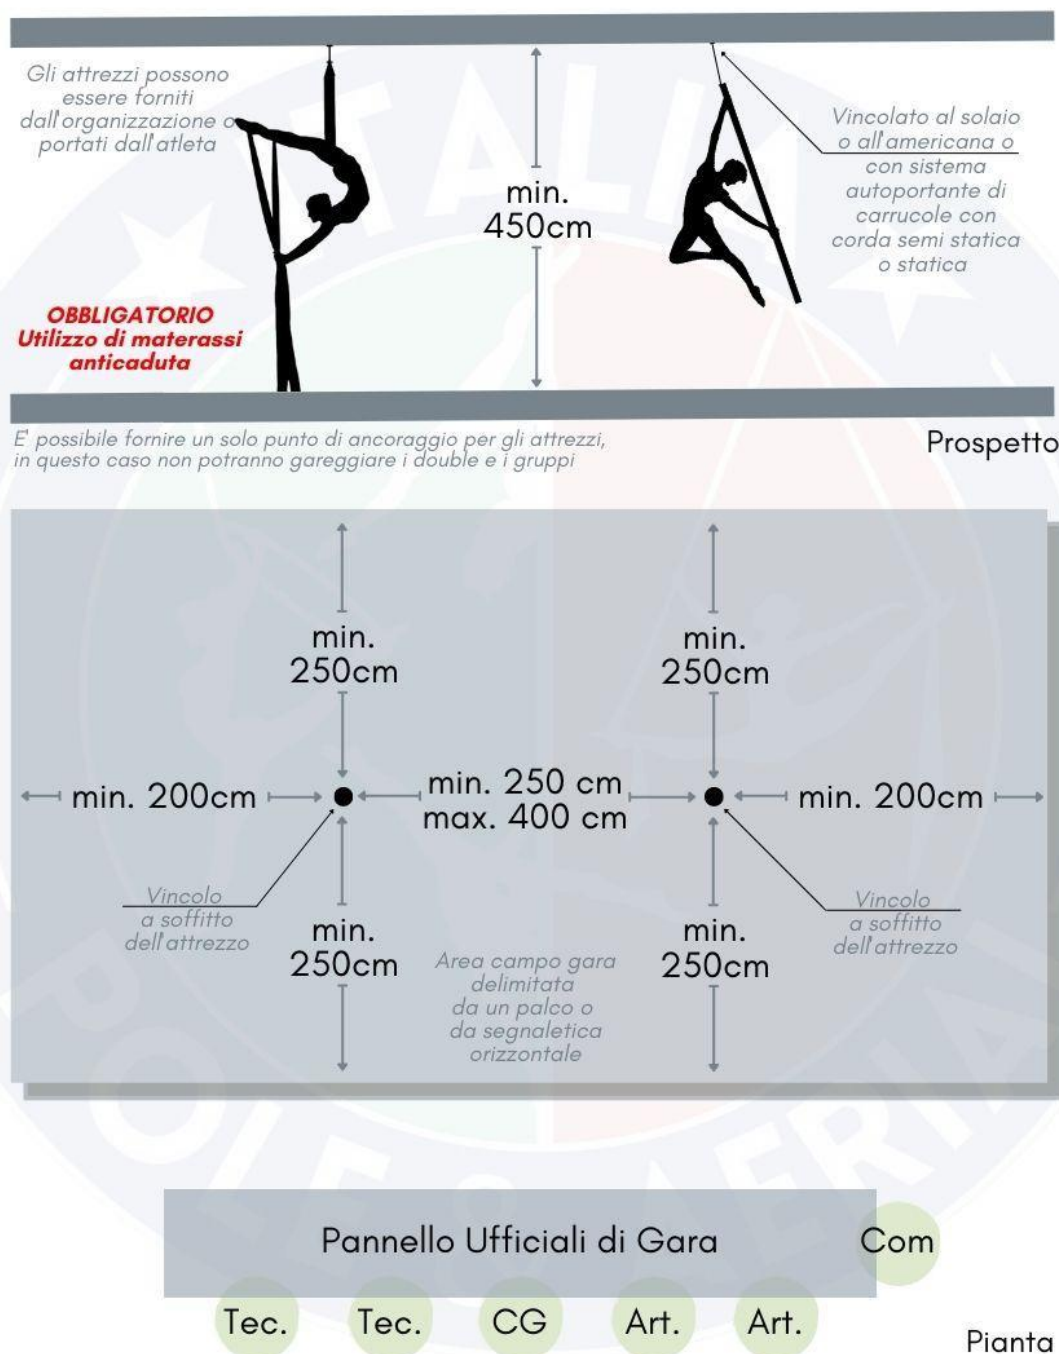 Gli attrezzi possono
essere forniti
dall'organizzazione o
portati dall'atleta
min.
450cm
Vincolato al solaio
o all'americana o
con sistema
autoportante di
carrucole con
corda semi statica
o statica
OBBLIGATORIO
Utilizzo di materassi
anticaduta
E' possibile fornire un solo punto di ancoraggio per gli attrezzi,
in questo caso non potranno gareggiare i double e i gruppi
Prospetto
min.
250cm
min.
250cm
min. 200cm
min. 250 cm
max. 400 cm
min. 200cm
Vincolo
a soffitto
dell'attrezzo
min.
250cm
Area campo gara
delimitata
da un palco o
da segnaletica
orizzontale
min.
250cm
Vincolo
a soffitto
dell'attrezzo
Pannello Ufficiali di Gara
Com
Tec.
Tec.
CG
Art.
Art.
Pianta
ITALIA
POLE & AERIAL